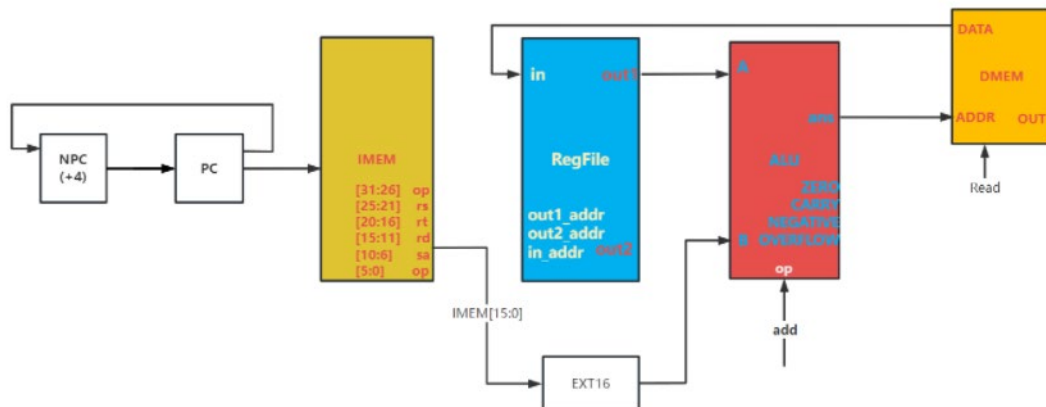 NPC
(+4)
PC
IMEM
[31:26] op
[25:21] rs
[20:16] rt
[15:11] rd
[10:6] sa
[5:0] op
IMEM[15:0]
EXT16
in
out1
RegFile
out1_addr
out2_addr
in_addr
out2
A
ans
ALU
ZERO
CARRY
NEGATIVE
B OVERFLOW
op
add
DATA
DMEM
ADDR
OUT
Read